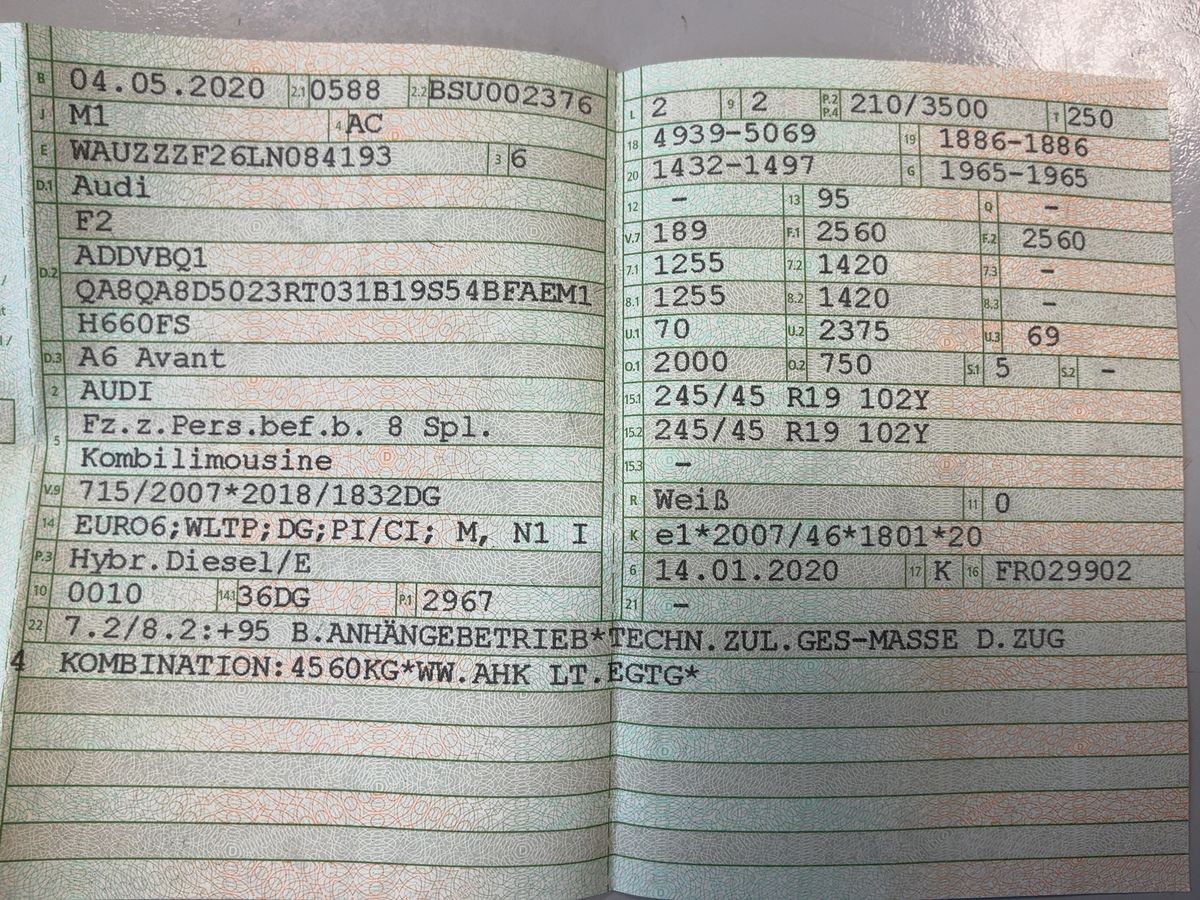 B 04.05.2020 2.1 0588 2.2 BSU002376
J M1 4 AC
E WAUZZZF26LN084193 3 6
D.1 Audi
F2
D.2 ADDVBQ1
QA8QA8D5023RT031B19S54BFAEM1
H660FS
D.3 A6 Avant
2 AUDI
5 Fz.z.Pers.bef.b. 8 Spl.
Kombilimousine
V.9 715/2007*2018/1832DG
14 EURO6;WLTP;DG;PI/CI; M, N1 I
P.3 Hybr.Diesel/E
10 0010 14.1 36DG P.1 2967
L 2 9 2 P.2 P.4 210/3500 T 250
18 4939-5069 19 1886-1886
20 1432-1497 G 1965-1965
12 - 13 95 Q -
V.7 189 F.1 2560 F.2 2560
7.1 1255 7.2 1420 7.3 -
8.1 1255 8.2 1420 8.3 -
U.1 70 U.2 2375 U.3 69
O.1 2000 O.2 750 S.1 5 S.2 -
15.1 245/45 R19 102Y
15.2 245/45 R19 102Y
15.3 -
R Weiß 11 0
K e1*2007/46*1801*20
6 14.01.2020 17 K 16 FR029902
21 -
22 7.2/8.2:+95 B.ANHÄNGEBETRIEB*TECHN.ZUL.GES-MASSE D.ZUG
4 KOMBINATION:4560KG*WW.AHK LT.EGTG*